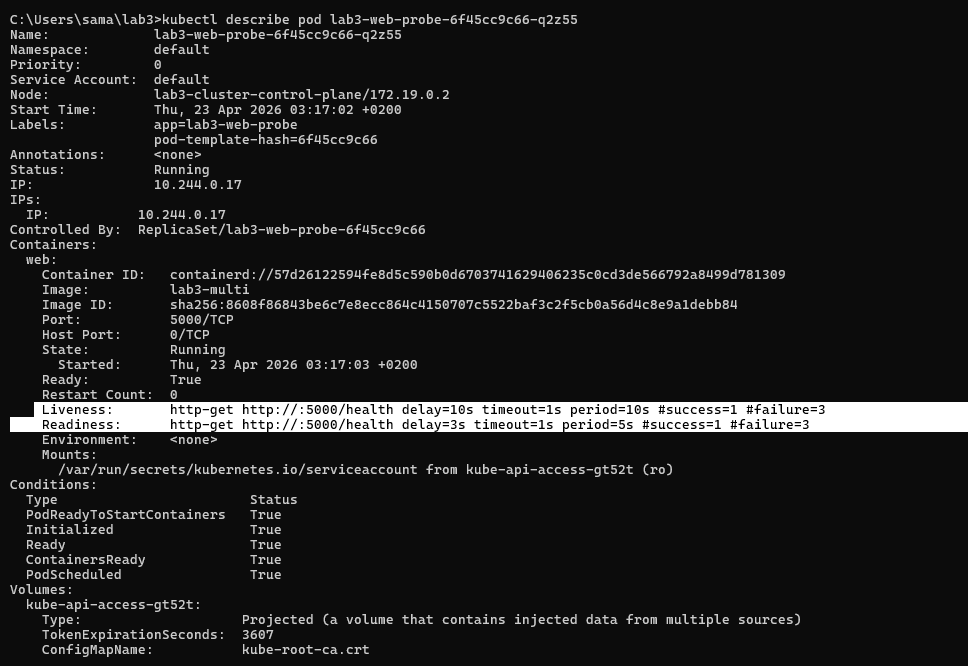 C:\Users\sama\lab3>kubectl describe pod lab3-web-probe-6f45cc9c66-q2z55
Name:             lab3-web-probe-6f45cc9c66-q2z55
Namespace:        default
Priority:         0
Service Account:  default
Node:             lab3-cluster-control-plane/172.19.0.2
Start Time:       Thu, 23 Apr 2026 03:17:02 +0200
Labels:           app=lab3-web-probe
                  pod-template-hash=6f45cc9c66
Annotations:      <none>
Status:           Running
IP:               10.244.0.17
IPs:
  IP:           10.244.0.17
Controlled By:  ReplicaSet/lab3-web-probe-6f45cc9c66
Containers:
  web:
    Container ID:   containerd://57d26122594fe8d5c590b0d6703741629406235c0cd3de566792a8499d781309
    Image:          lab3-multi
    Image ID:       sha256:8608f86843be6c7e8ecc864c4150707c5522baf3c2f5cb0a56d4c8e9a1debb84
    Port:           5000/TCP
    Host Port:      0/TCP
    State:          Running
      Started:      Thu, 23 Apr 2026 03:17:03 +0200
    Ready:          True
    Restart Count:  0
    Liveness:       http-get http://:5000/health delay=10s timeout=1s period=10s #success=1 #failure=3
    Readiness:      http-get http://:5000/health delay=3s timeout=1s period=5s #success=1 #failure=3
    Environment:    <none>
    Mounts:
      /var/run/secrets/kubernetes.io/serviceaccount from kube-api-access-gt52t (ro)
Conditions:
  Type                        Status
  PodReadyToStartContainers   True
  Initialized                 True
  Ready                       True
  ContainersReady             True
  PodScheduled                True
Volumes:
  kube-api-access-gt52t:
    Type:                    Projected (a volume that contains injected data from multiple sources)
    TokenExpirationSeconds:  3607
    ConfigMapName:           kube-root-ca.crt